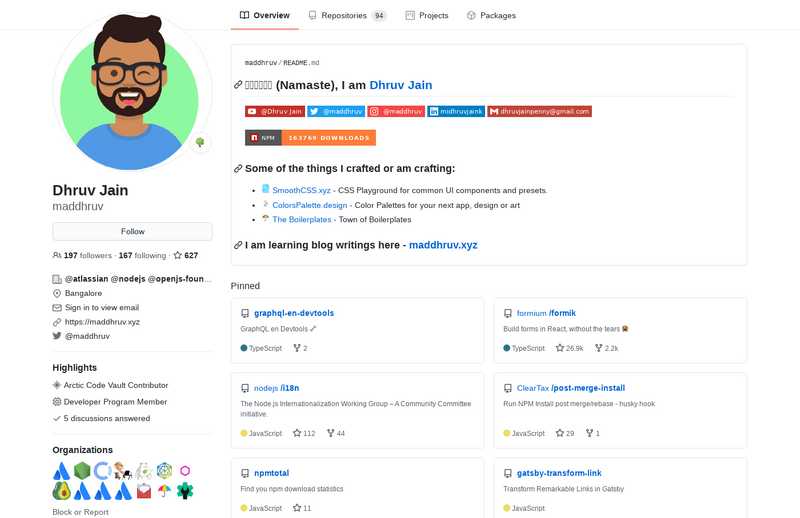 Overview
Repositories 94
Projects
Packages
Dhruv Jain
maddhruv
Follow
197 followers · 167 following · 627
@atlassian @nodejs @openjs-foun...
Bangalore
Sign in to view email
https://maddhruv.xyz
@maddhruv
Highlights
Arctic Code Vault Contributor
Developer Program Member
5 discussions answered
Organizations
Block or Report
maddhruv/README.md
(Namaste), I am Dhruv Jain
@Dhruv Jain
@maddhruv
@maddhruv
midhruvjaink
dhruvjainpenny@gmail.com
NPM 163769 DOWNLOADS
Some of the things I crafted or am crafting:
SmoothCSS.xyz - CSS Playground for common UI components and presets.
ColorsPalette.design - Color Palettes for your next app, design or art
The Boilerplates - Town of Boilerplates
I am learning blog writings here - maddhruv.xyz
Pinned
graphql-en-devtools
GraphQL en Devtools
TypeScript 2
formium/formik
Build forms in React, without the tears
TypeScript 26.9k 2.2k
nodejs/i18n
The Node.js Internationalization Working Group – A Community Committee
initiative.
JavaScript 112 44
ClearTax/post-merge-install
Run NPM Install post merge/rebase - husky hook
JavaScript 29 1
npmtotal
Find you npm download statistics
JavaScript 11
gatsby-transform-link
Transform Remarkable Links in Gatsby
JavaScript